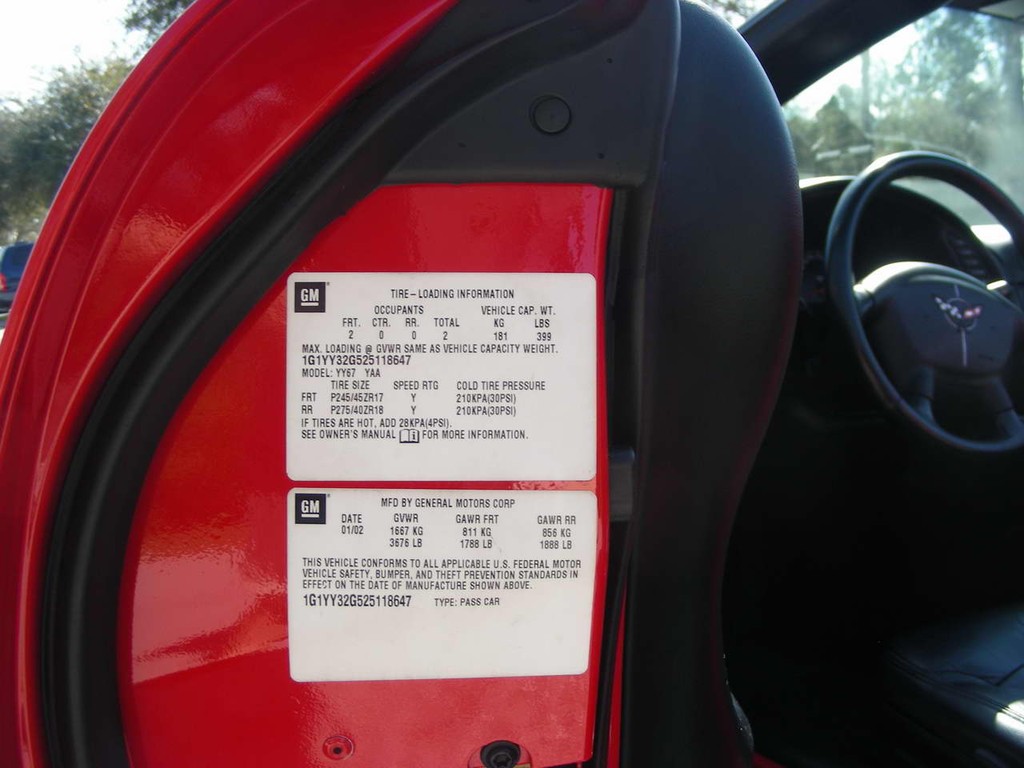 GM
TIRE-LOADING INFORMATION
OCCUPANTS VEHICLE CAP. WT.
FRT. CTR. RR. TOTAL KG LBS
2 0 0 2 181 399
MAX. LOADING @ GVWR SAME AS VEHICLE CAPACITY WEIGHT.
1G1YY32G525118647
MODEL: YY67 YAA
TIRE SIZE SPEED RTG COLD TIRE PRESSURE
FRT P245/45ZR17 Y 210KPA(30PSI)
RR P275/40ZR18 Y 210KPA(30PSI)
IF TIRES ARE HOT, ADD 28KPA(4PSI).
SEE OWNER'S MANUAL i FOR MORE INFORMATION.
GM
MFD BY GENERAL MOTORS CORP
DATE GVWR GAWR FRT GAWR RR
01/02 1667 KG 811 KG 856 KG
3676 LB 1788 LB 1888 LB
THIS VEHICLE CONFORMS TO ALL APPLICABLE U.S. FEDERAL MOTOR
VEHICLE SAFETY, BUMPER, AND THEFT PREVENTION STANDARDS IN
EFFECT ON THE DATE OF MANUFACTURE SHOWN ABOVE.
1G1YY32G525118647 TYPE: PASS CAR